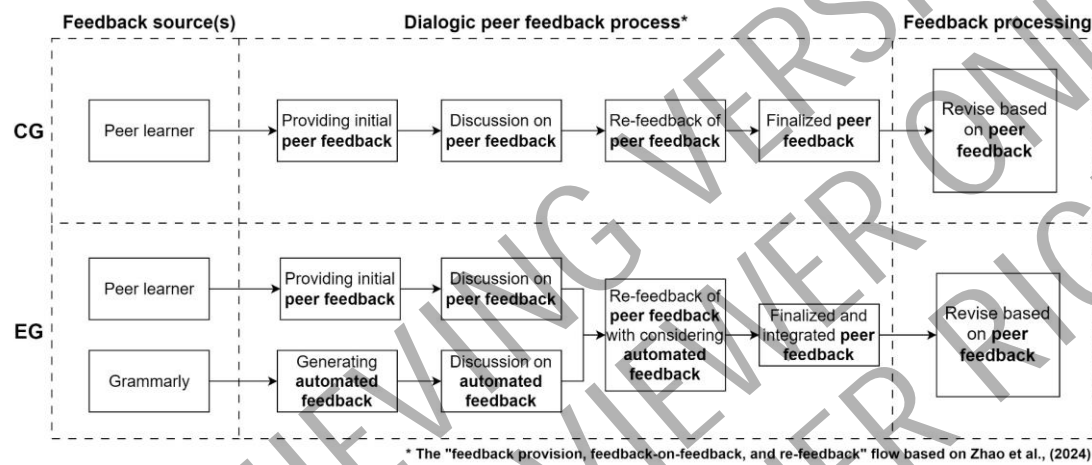 Feedback source(s)
Dialogic peer feedback process*
Feedback processing
CG
Peer learner
Providing initial
peer feedback
Discussion on
peer feedback
Re-feedback of
peer feedback
Finalized peer
feedback
Revise based
on peer
feedback
EG
Peer learner
Providing initial
peer feedback
Discussion on
peer feedback
Grammarly
Generating
automated
feedback
Discussion on
automated
feedback
Re-feedback of
peer feedback
with considering
automated
feedback
Finalized and
integrated peer
feedback
Revise based
on peer
feedback
* The "feedback provision, feedback-on-feedback, and re-feedback" flow based on Zhao et al., (2024)